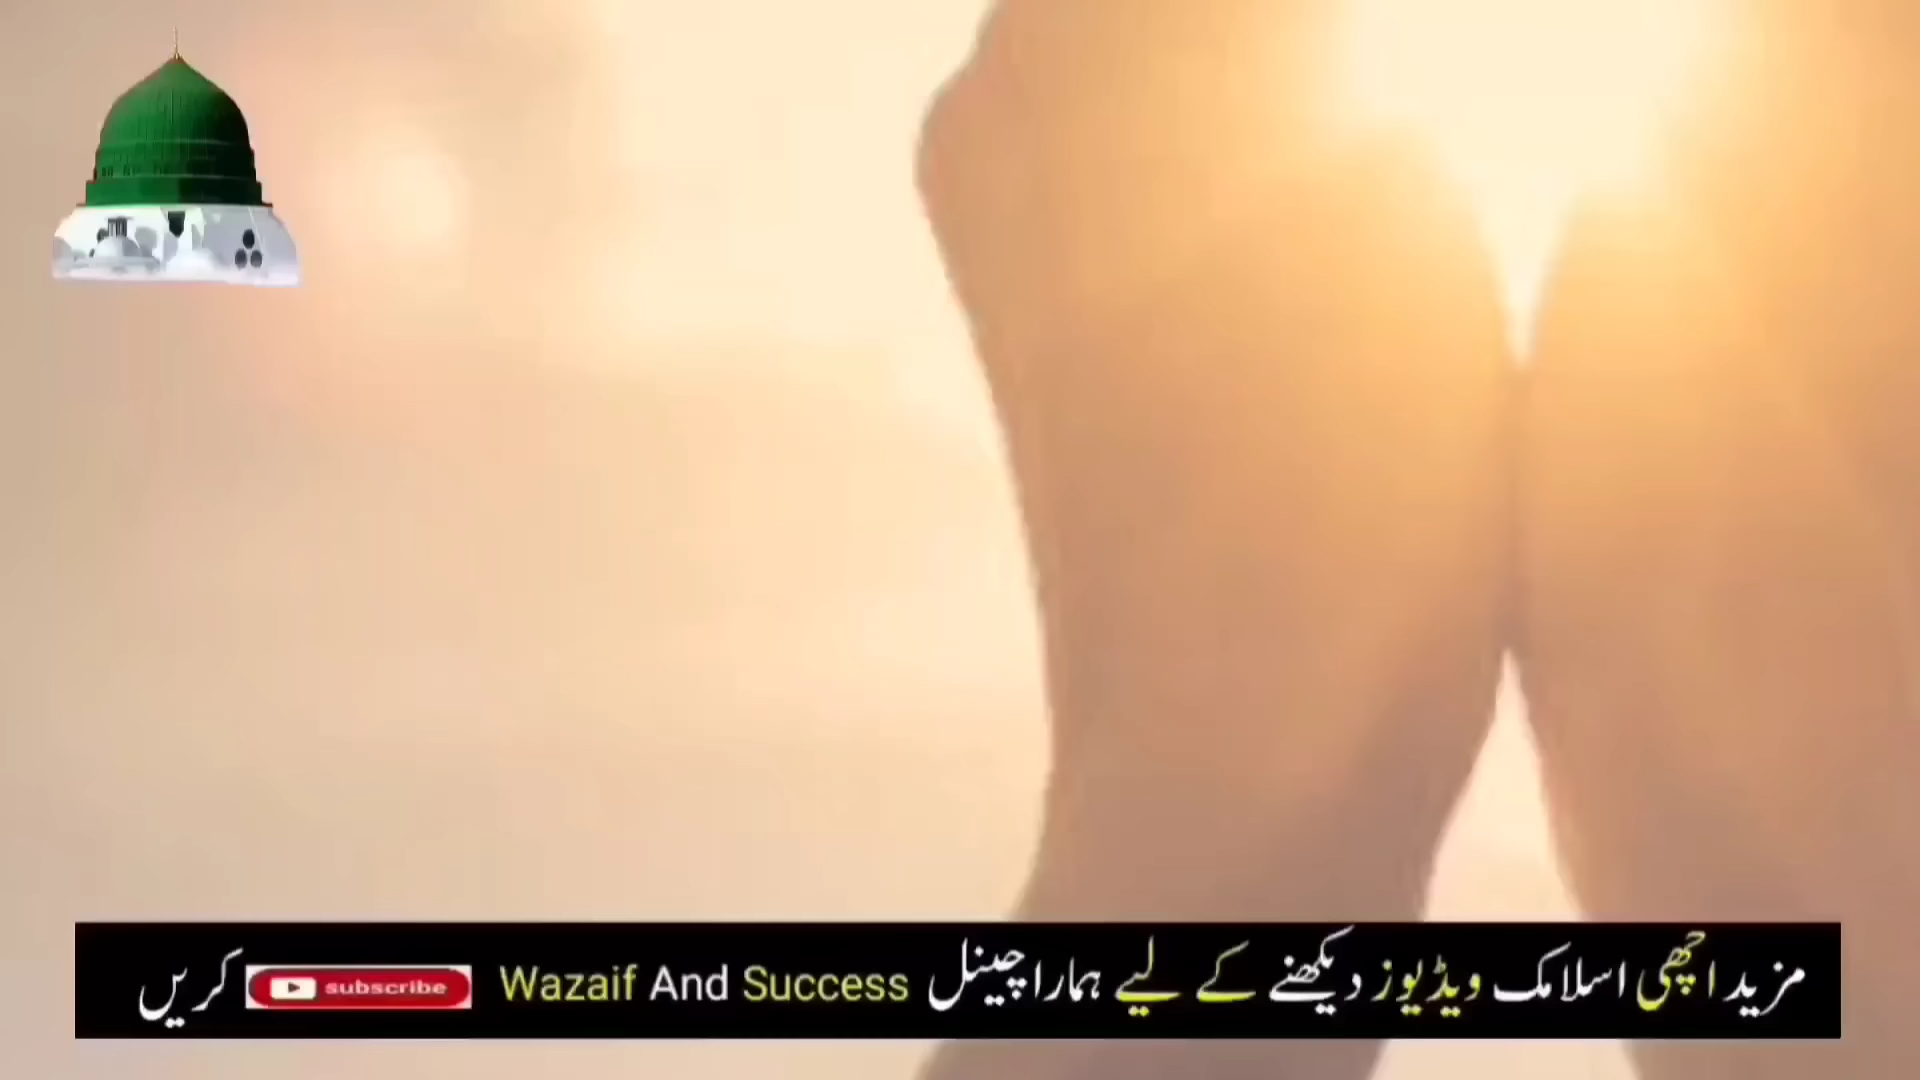 مزید اچھی اسلامک ویڈیوز دیکھنے کے لیے ہمارا چینل Wazaif And Success subscribe کریں